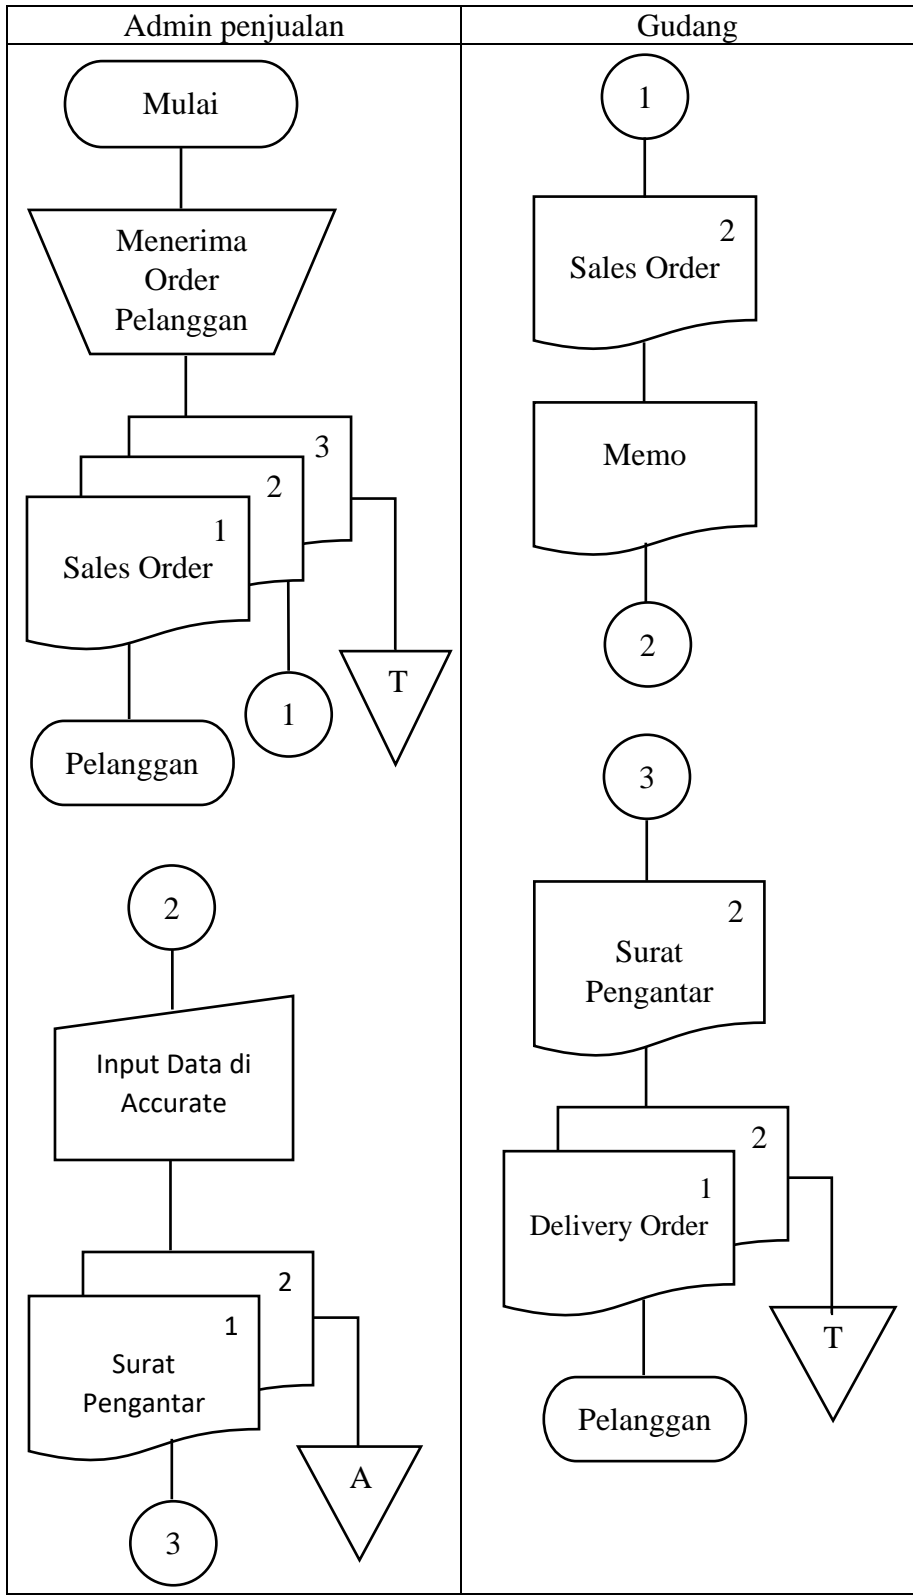 Admin penjualan
Mulai
Menerima
Order
Pelanggan
3
2
1
Sales Order
1
T
Pelanggan
2
Input Data di
Accurate
2
1
Surat
Pengantar
A
3
Gudang
1
2
Sales Order
Memo
2
3
2
Surat
Pengantar
2
1
Delivery Order
T
Pelanggan